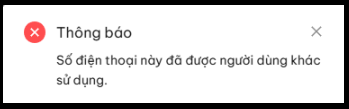 Thông báo
Số điện thoại này đã được người dùng khác
sử dụng.